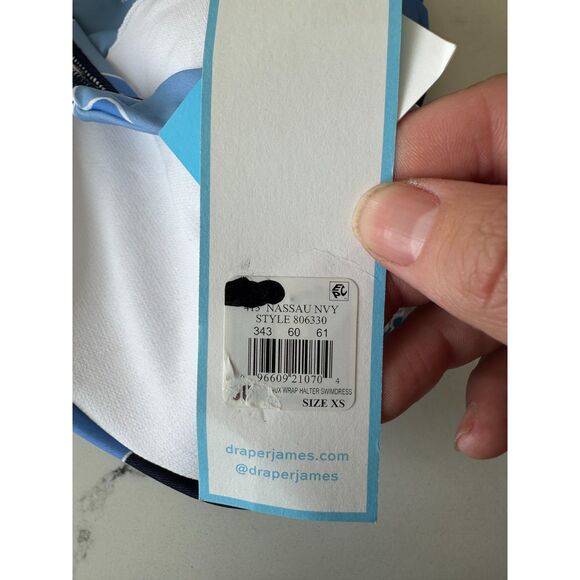 NASSAU NVY
STYLE 806330
343 60 61
96609 21070 4
WRAP HALTER SWIMDRESS
SIZE XS
draperjames.com
@draperjames